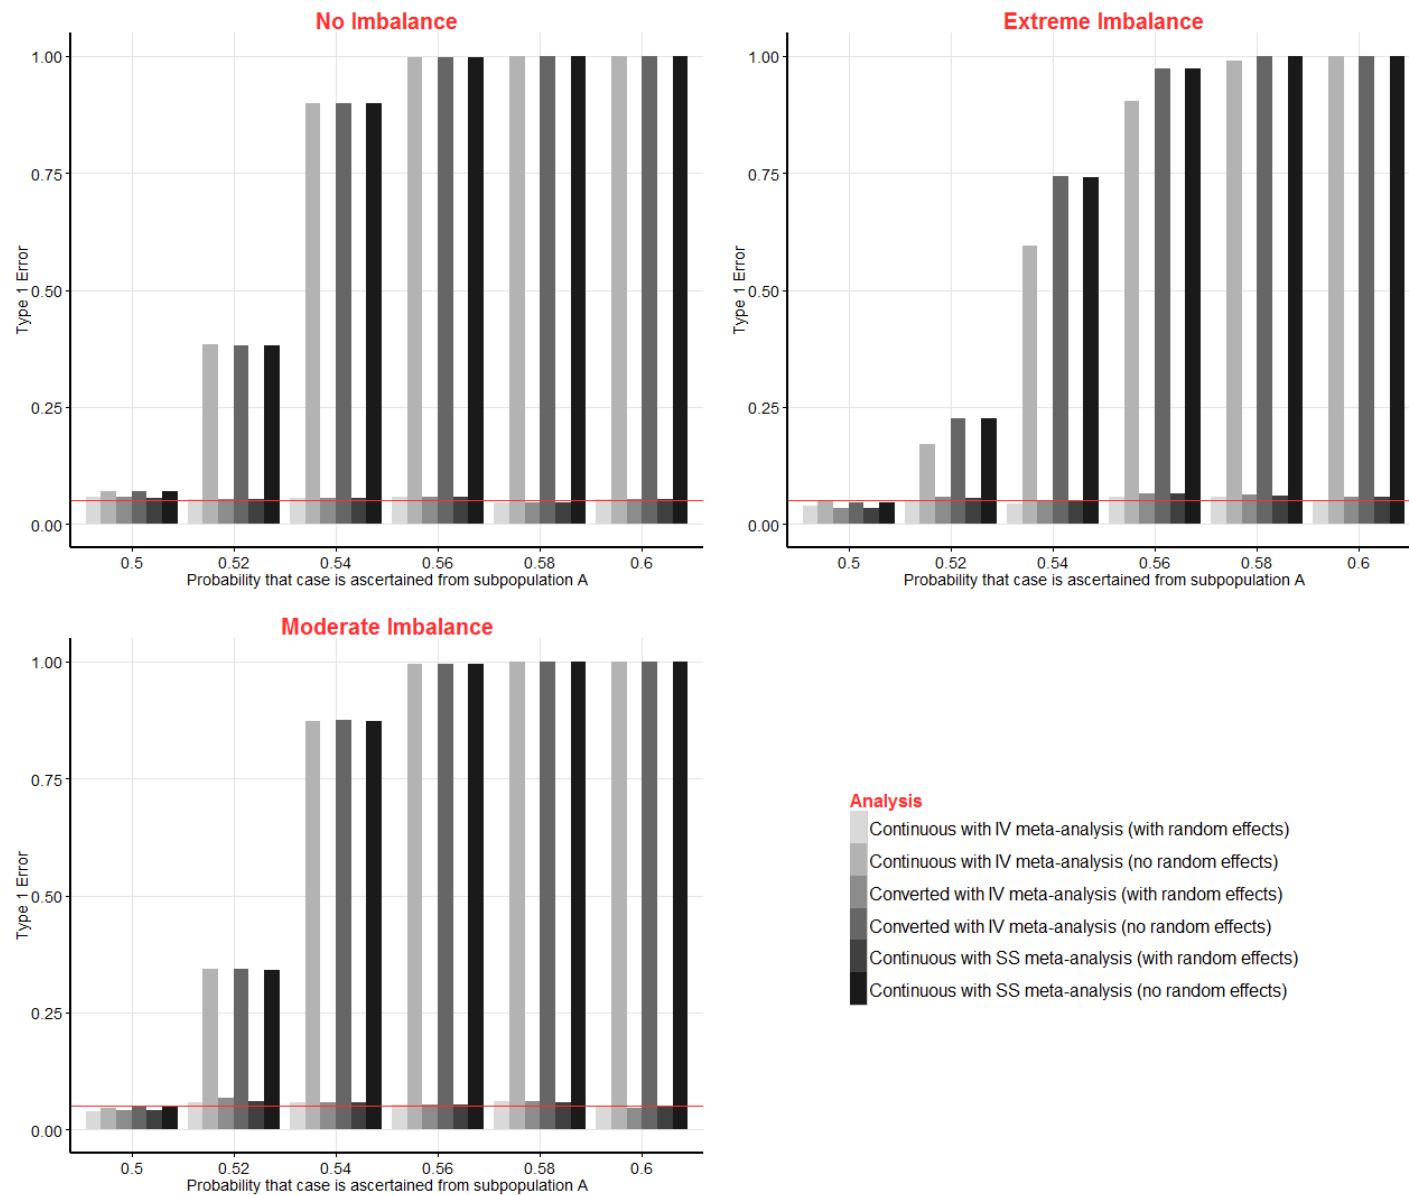 No Imbalance
1.00
0.75
0.50
0.25
0.00
Type 1 Error
0.5 0.52 0.54 0.56 0.58 0.6
Probability that case is ascertained from subpopulation A
Extreme Imbalance
1.00
0.75
0.50
0.25
0.00
Type 1 Error
0.5 0.52 0.54 0.56 0.58 0.6
Probability that case is ascertained from subpopulation A
Moderate Imbalance
1.00
0.75
0.50
0.25
0.00
Type 1 Error
0.5 0.52 0.54 0.56 0.58 0.6
Probability that case is ascertained from subpopulation A
Analysis
Continuous with IV meta-analysis (with random effects)
Continuous with IV meta-analysis (no random effects)
Converted with IV meta-analysis (with random effects)
Converted with IV meta-analysis (no random effects)
Continuous with SS meta-analysis (with random effects)
Continuous with SS meta-analysis (no random effects)